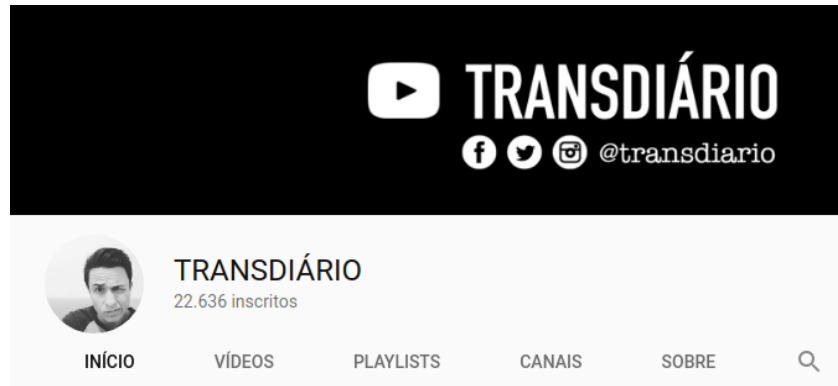 TRANSDIÁRIO
@transdiario
TRANSDIÁRIO
22.636 inscritos
INÍCIO VÍDEOS PLAYLISTS CANAIS SOBRE